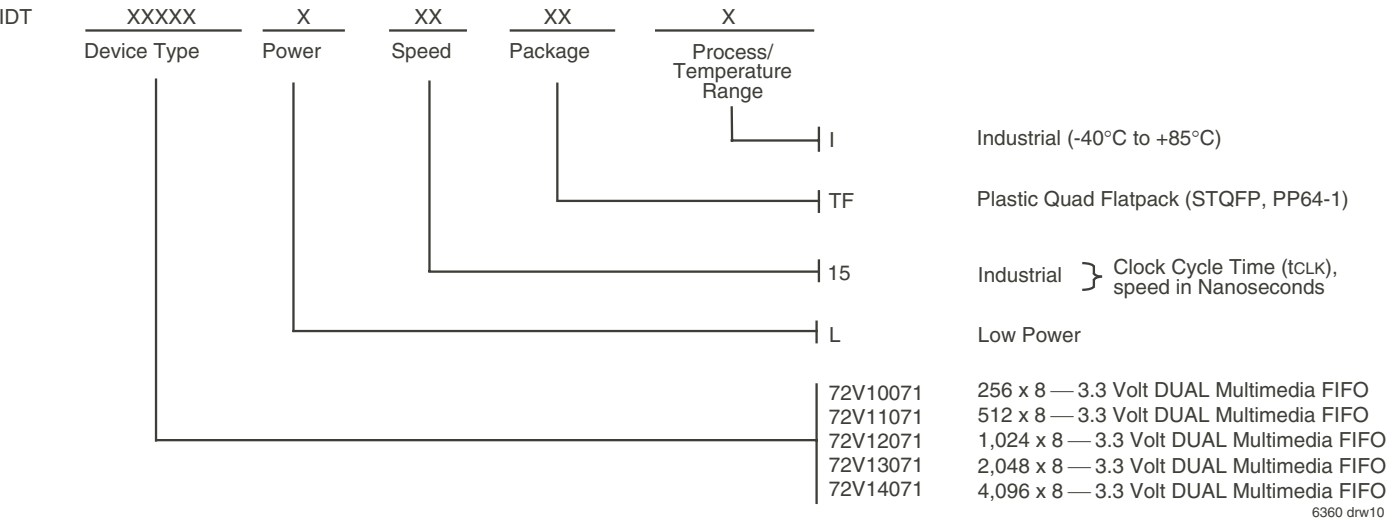 IDT XXXXX X XX XX X
Device Type Power Speed Package Process/
Temperature
Range
I Industrial (-40°C to +85°C)
TF Plastic Quad Flatpack (STQFP, PP64-1)
15 Industrial } Clock Cycle Time (tCLK),
speed in Nanoseconds
L Low Power
72V10071 256 x 8 — 3.3 Volt DUAL Multimedia FIFO
72V11071 512 x 8 — 3.3 Volt DUAL Multimedia FIFO
72V12071 1,024 x 8 — 3.3 Volt DUAL Multimedia FIFO
72V13071 2,048 x 8 — 3.3 Volt DUAL Multimedia FIFO
72V14071 4,096 x 8 — 3.3 Volt DUAL Multimedia FIFO
6360 drw10